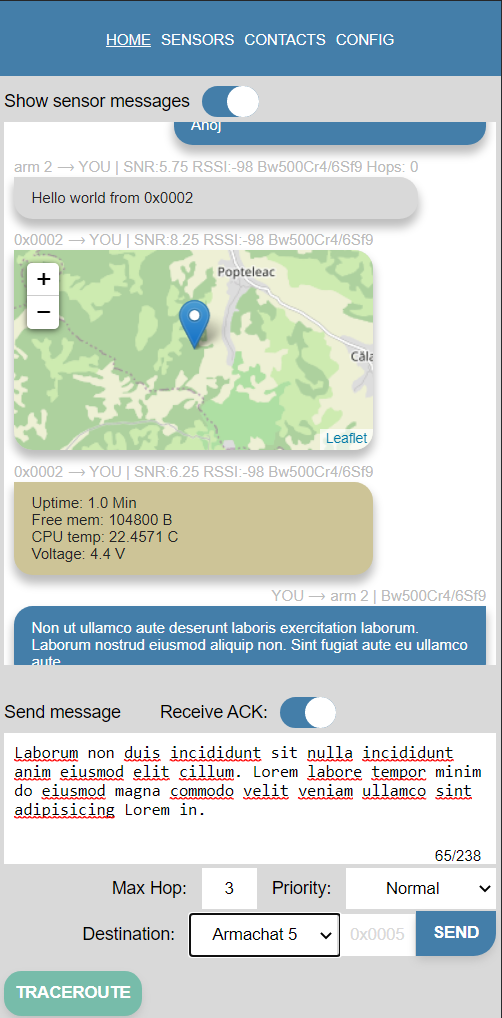 HOME SENSORS CONTACTS CONFIG
Show sensor messages
Ahoj
arm 2 → YOU | SNR:5.75 RSSI:-98 Bw500Cr4/6Sf9 Hops: 0
Hello world from 0x0002
0x0002 → YOU | SNR:8.25 RSSI:-98 Bw500Cr4/6Sf9
+
−
Popteleac
Căla
Leaflet
0x0002 → YOU | SNR:6.25 RSSI:-98 Bw500Cr4/6Sf9
Uptime: 1.0 Min
Free mem: 104800 B
CPU temp: 22.4571 C
Voltage: 4.4 V
YOU → arm 2 | Bw500Cr4/6Sf9
Non ut ullamco aute deserunt laboris exercitation laborum.
Laborum nostrud eiusmod aliquip non. Sint fugiat aute eu ullamco
aute
Send message Receive ACK:
Laborum non duis incididunt sit nulla incididunt
anim eiusmod elit cillum. Lorem labore tempor minim
do eiusmod magna commodo velit veniam ullamco sint
adipisicing Lorem in.
65/238
Max Hop: 3 Priority: Normal
Destination: Armachat 5 0x0005 SEND
TRACEROUTE